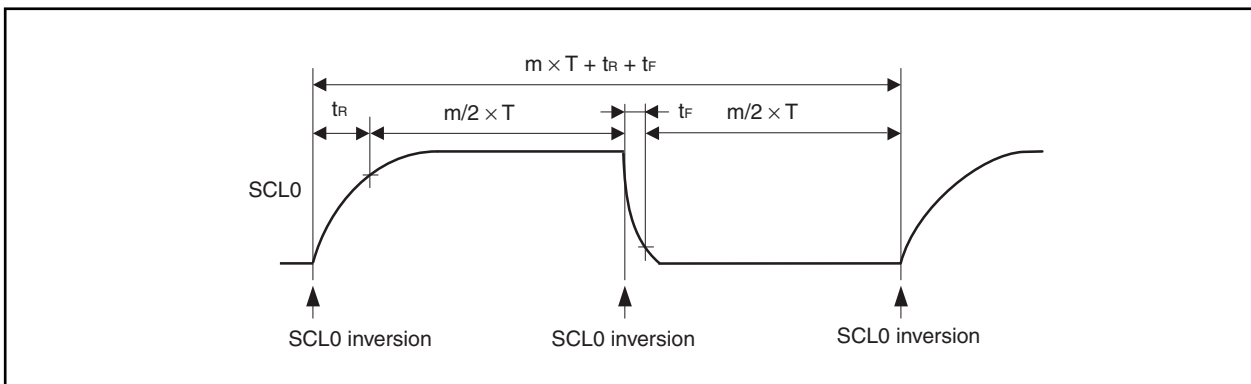 m × T + tR + tF
tR
m/2 × T
tF
m/2 × T
SCL0
SCL0 inversion
SCL0 inversion
SCL0 inversion